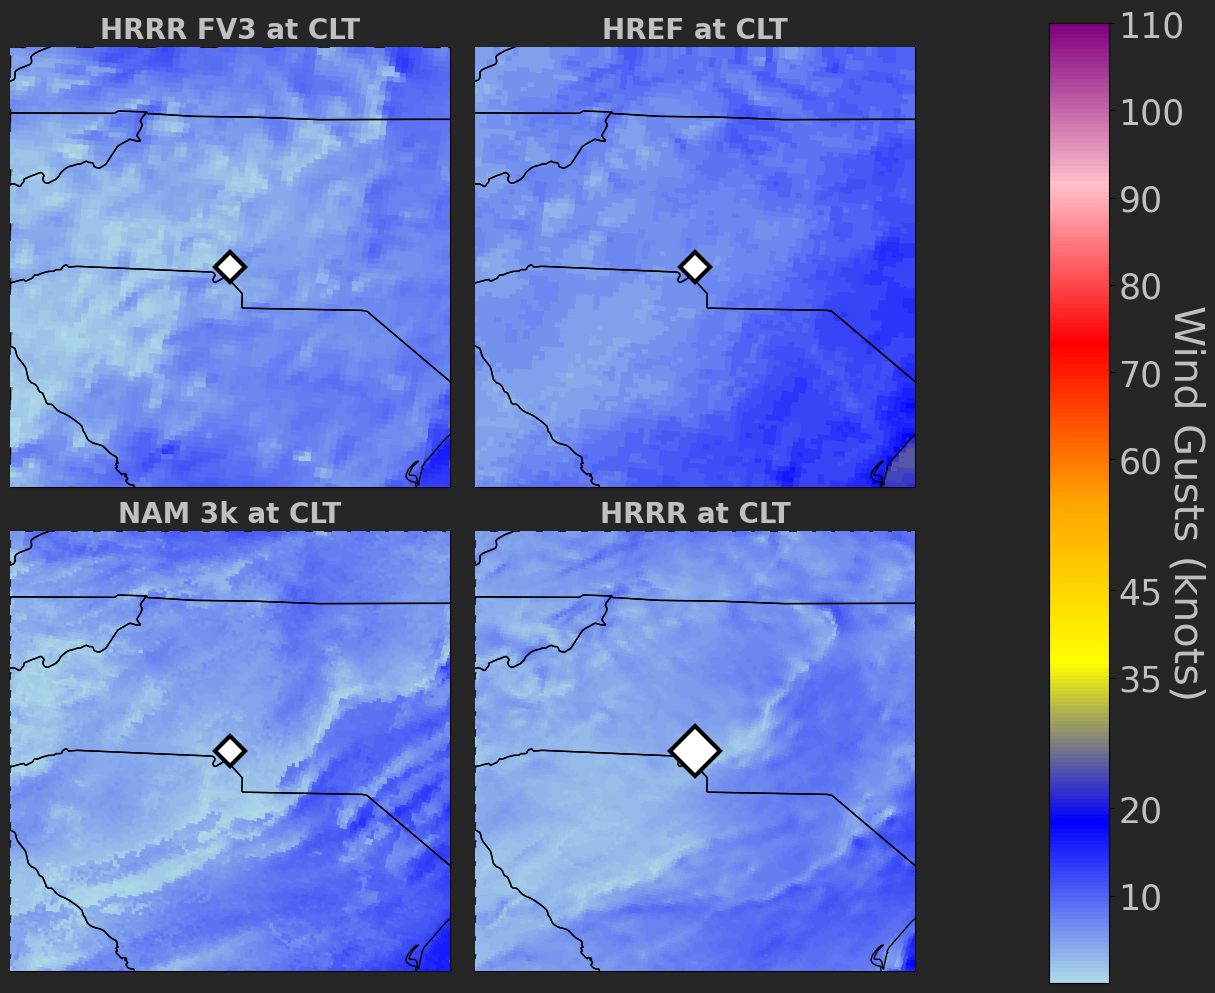 HRRR FV3 at CLT
HREF at CLT
NAM 3k at CLT
HRRR at CLT
110
100
90
80
70
60
45
35
20
10
Wind Gusts (knots)